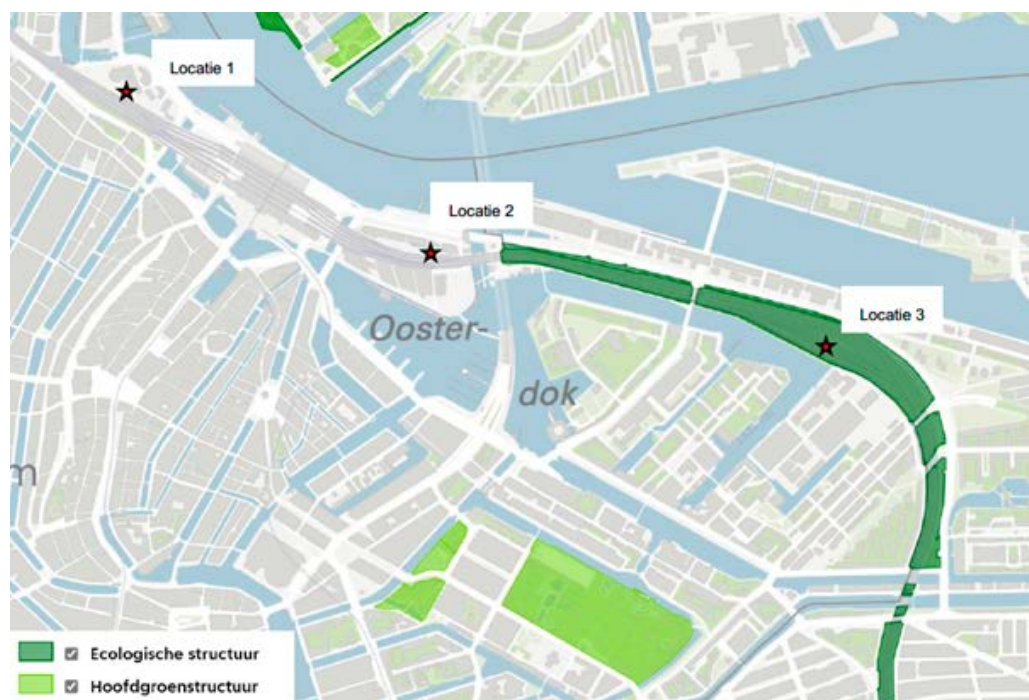 Locatie 1
Locatie 2
Ooster-
Locatie 3
dok
m
Ecologische structuur
Hoofdgroenstructuur